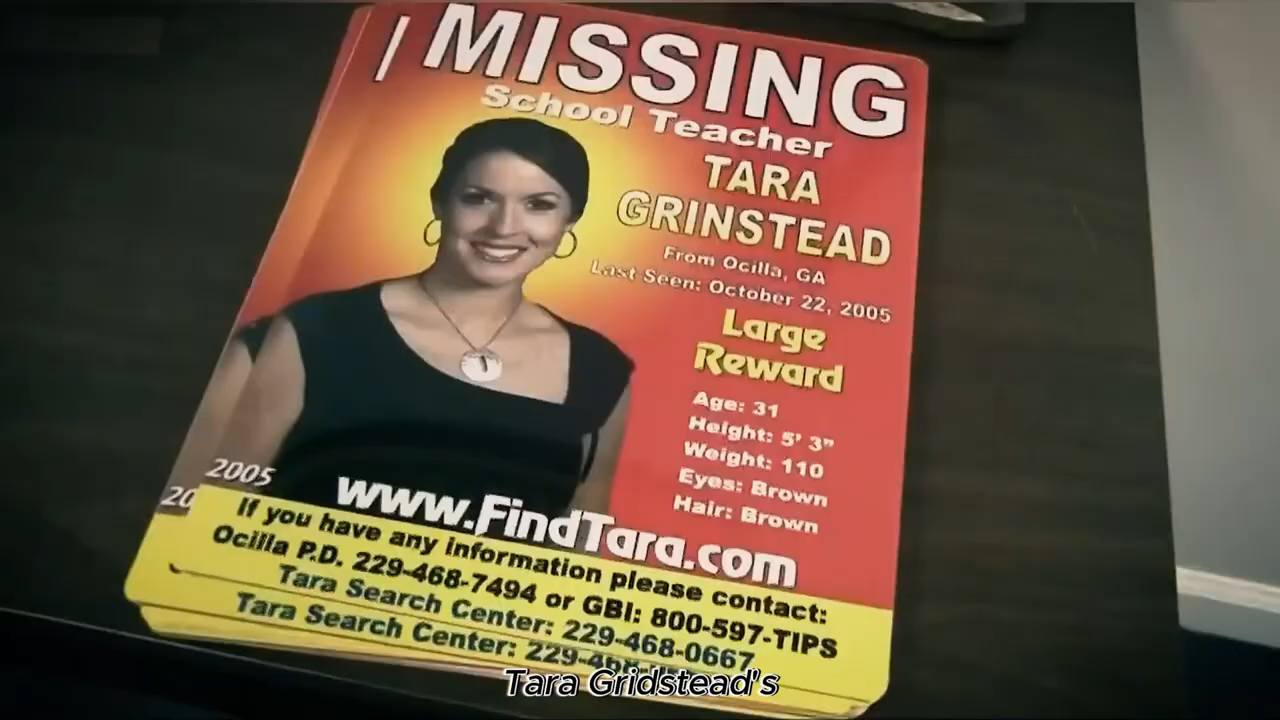 MISSING
School Teacher
TARA
GRINSTEAD
From Ocilla, GA
Last Seen: October 22, 2005
Large
Reward
Age: 31
Height: 5' 3"
Weight: 110
Eyes: Brown
Hair: Brown
2005
20
www.FindTara.com
If you have any information please contact:
Ocilla P.D. 229-468-7494 or GBI: 800-597-TIPS
Tara Search Center: 229-468-0667
Tara Search Center:
Tara Gridstead's